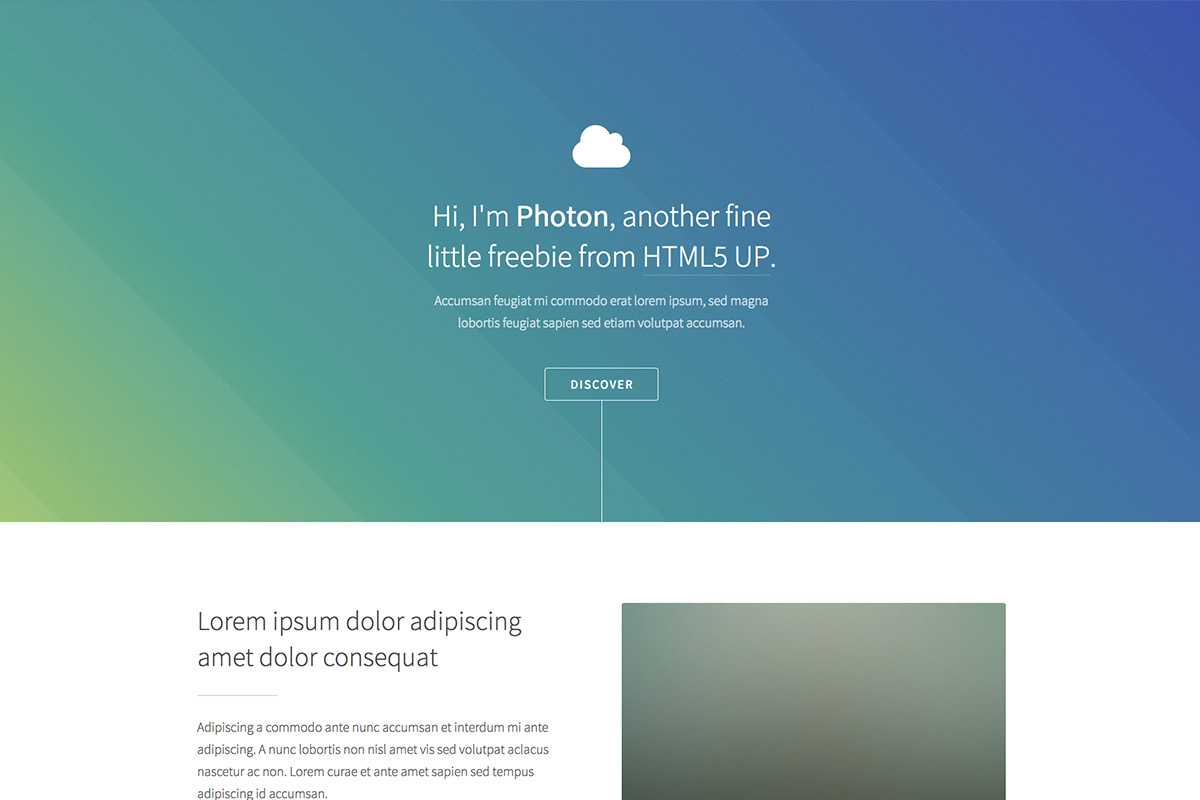 Hi, I'm Photon, another fine
little freebie from HTML5 UP.
Accumsan feugiat mi commodo erat lorem ipsum, sed magna
lobortis feugiat sapien sed etiam volutpat accumsan.
DISCOVER
Lorem ipsum dolor adipiscing
amet dolor consequat
Adipiscing a commodo ante nunc accumsan et interdum mi ante
adipiscing. A nunc lobortis non nisl amet vis sed volutpat aclacus
nascetur ac non. Lorem curae et ante amet sapien sed tempus
adipiscing id accumsan.